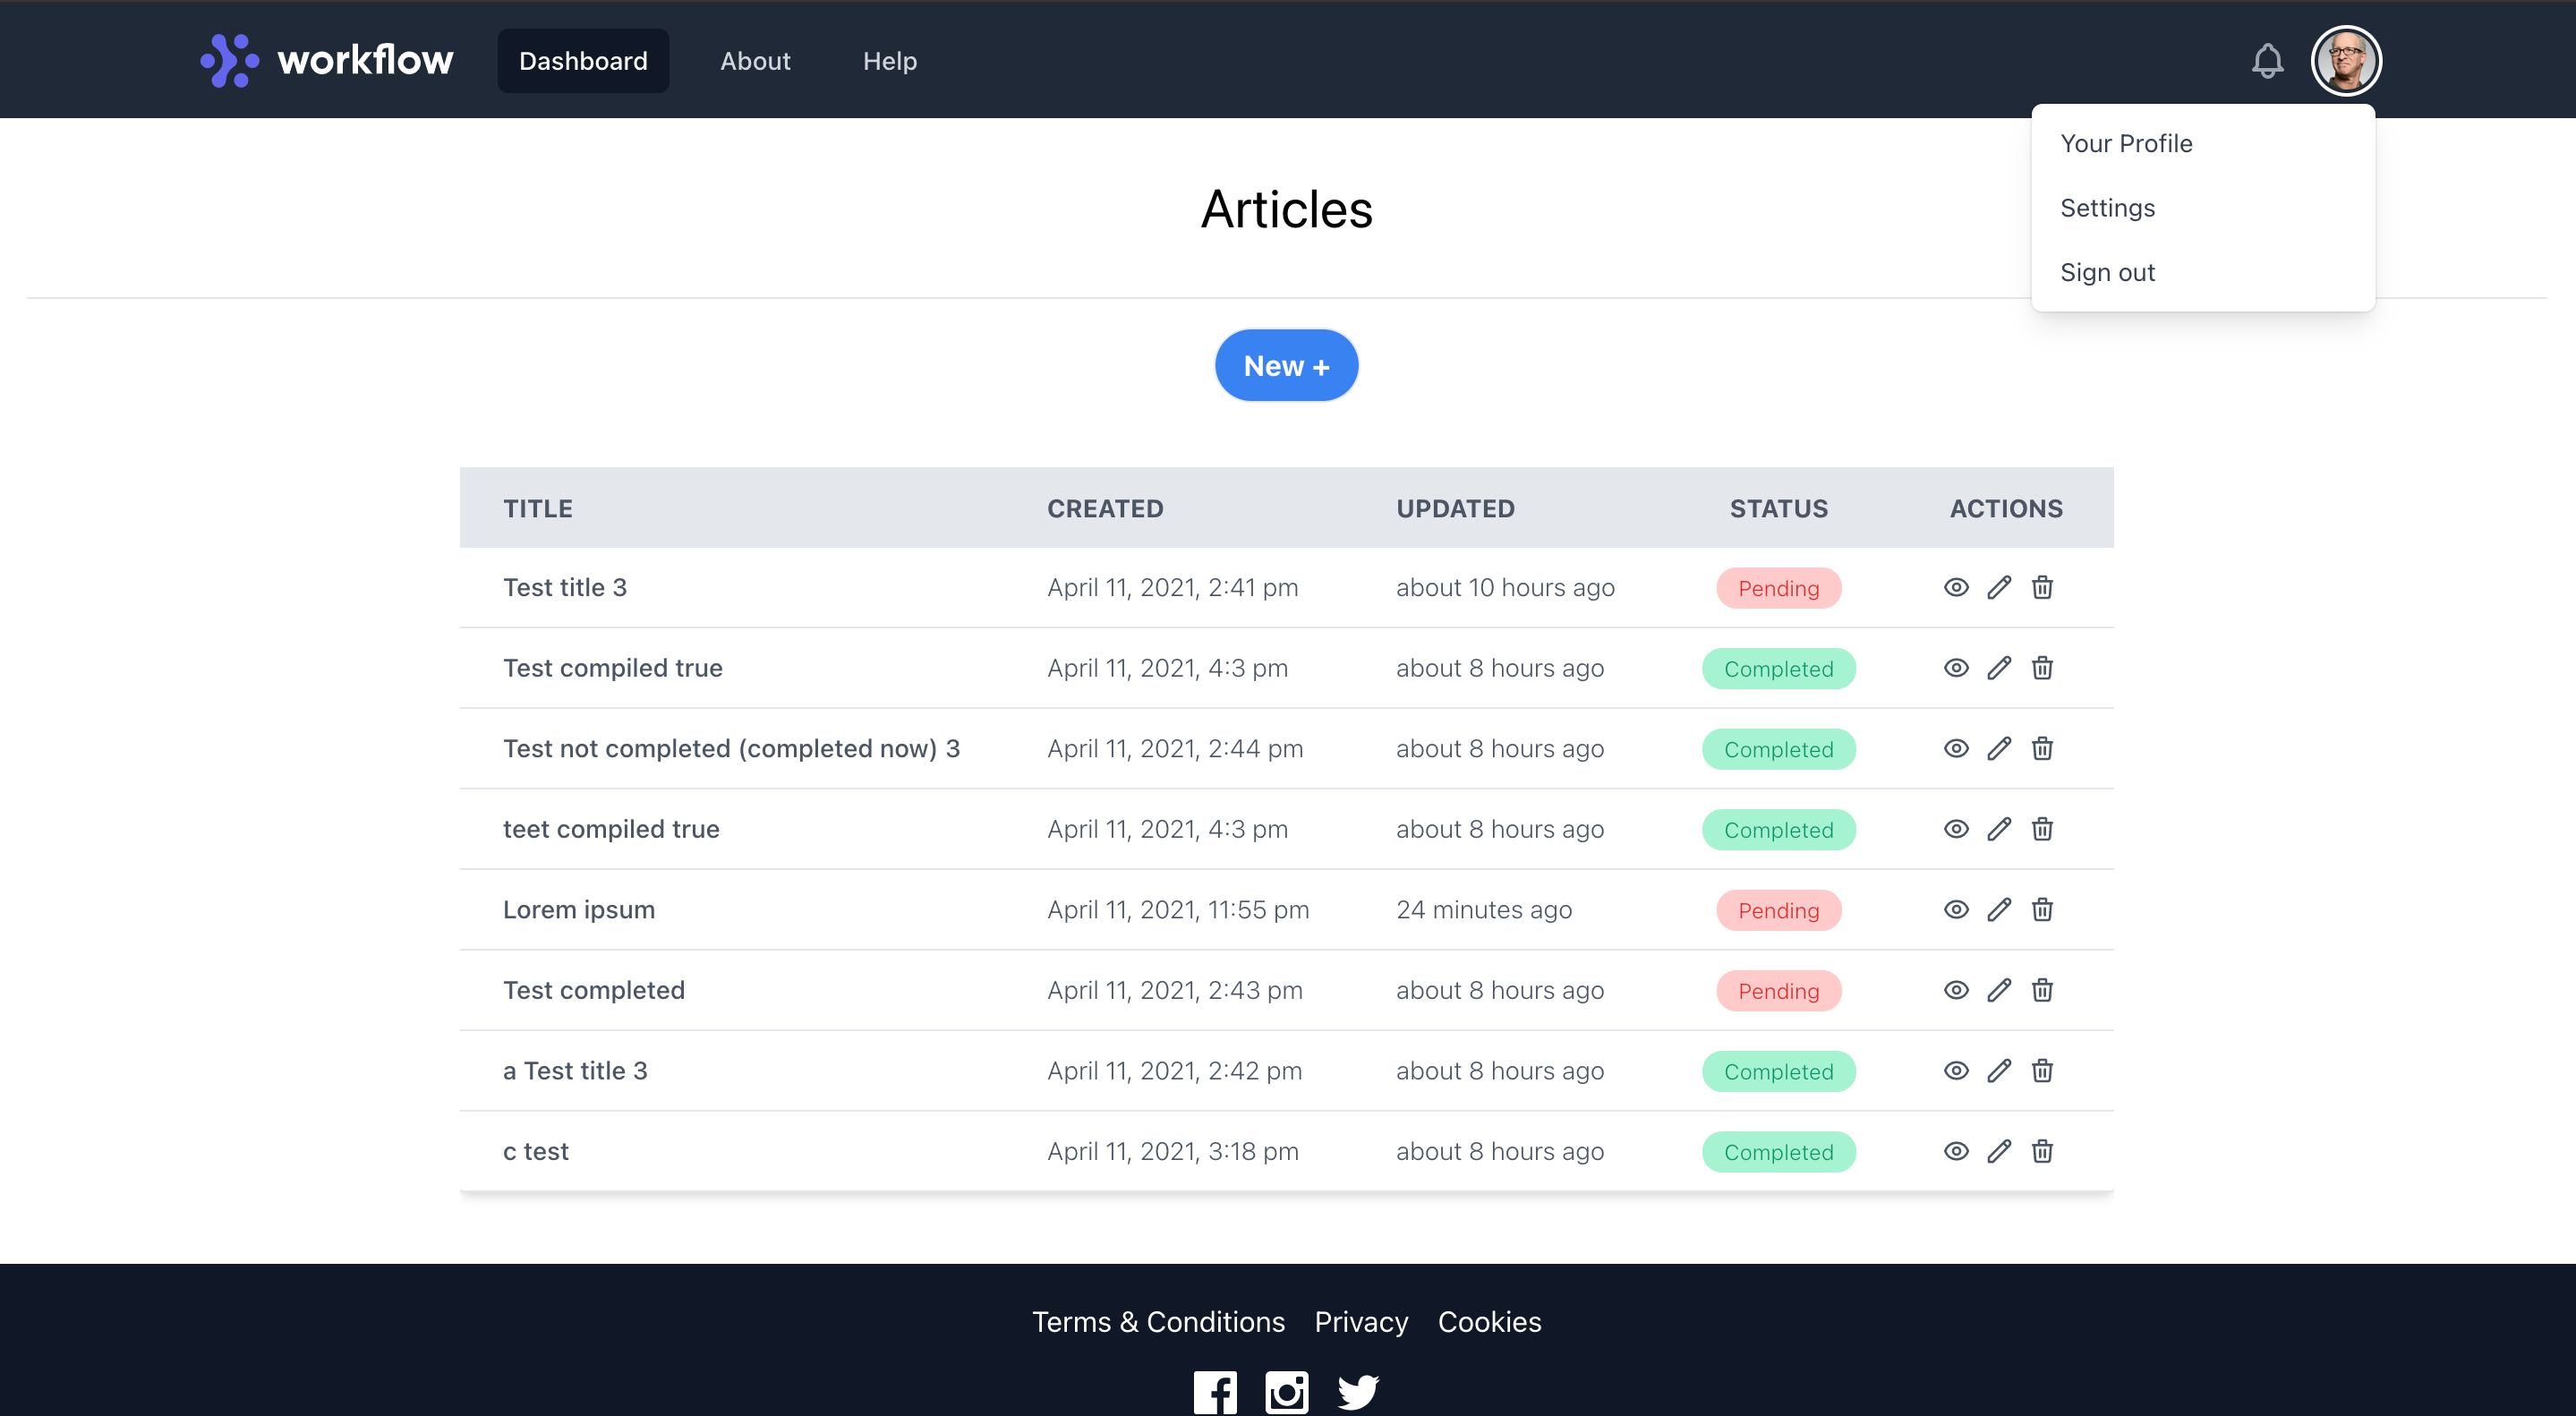 workflow Dashboard About Help
Your Profile
Settings
Sign out
Articles
New +
TITLE CREATED UPDATED STATUS ACTIONS
Test title 3 April 11, 2021, 2:41 pm about 10 hours ago Pending
Test compiled true April 11, 2021, 4:3 pm about 8 hours ago Completed
Test not completed (completed now) 3 April 11, 2021, 2:44 pm about 8 hours ago Completed
teet compiled true April 11, 2021, 4:3 pm about 8 hours ago Completed
Lorem ipsum April 11, 2021, 11:55 pm 24 minutes ago Pending
Test completed April 11, 2021, 2:43 pm about 8 hours ago Pending
a Test title 3 April 11, 2021, 2:42 pm about 8 hours ago Completed
c test April 11, 2021, 3:18 pm about 8 hours ago Completed
Terms & Conditions Privacy Cookies